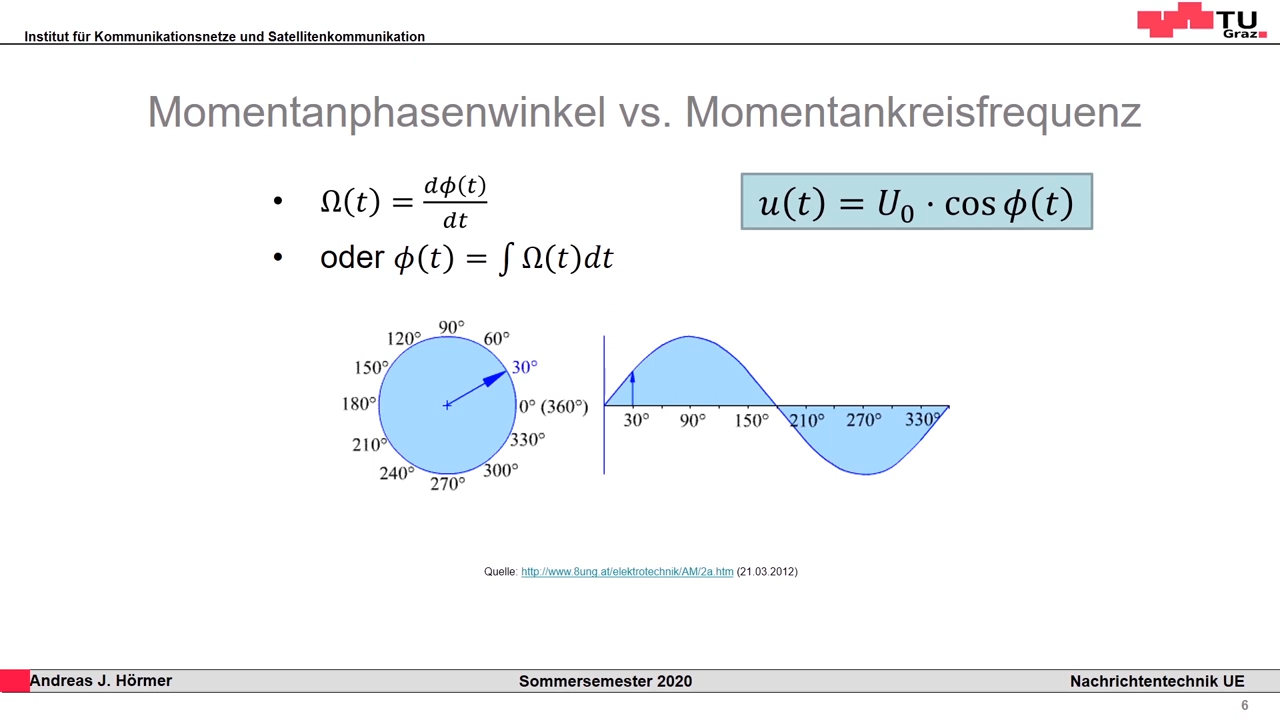 Institut für Kommunikationsnetze und Satellitenkommunikation
TU
Graz
Momentanphasenwinkel vs. Momentankreisfrequenz
• Ω(t) = dϕ(t)/dt
• oder ϕ(t) = ∫ Ω(t)dt
u(t) = U₀ · cos ϕ(t)
90°
120°
60°
150°
30°
180°
0° (360°)
210°
330°
240°
300°
270°
30° 90° 150° 210° 270° 330°
Quelle: http://www.8ung.at/elektrotechnik/AM/2a.htm (21.03.2012)
Andreas J. Hörmer
Sommersemester 2020
Nachrichtentechnik UE
6